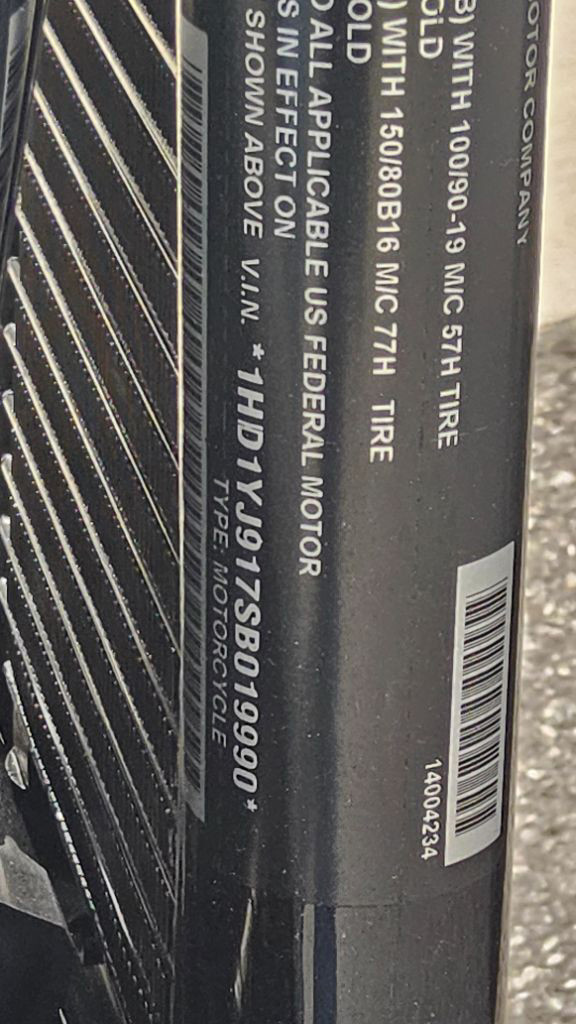 OTOR COMPANY
B) WITH 100/90-19 M/C 57H TIRE
OLD
) WITH 150/80B16 M/C 77H TIRE
OLD
O ALL APPLICABLE US FEDERAL MOTOR
S IN EFFECT ON
SHOWN ABOVE V.I.N. *1HD1YJ917SB019990*
TYPE: MOTORCYCLE
14004234